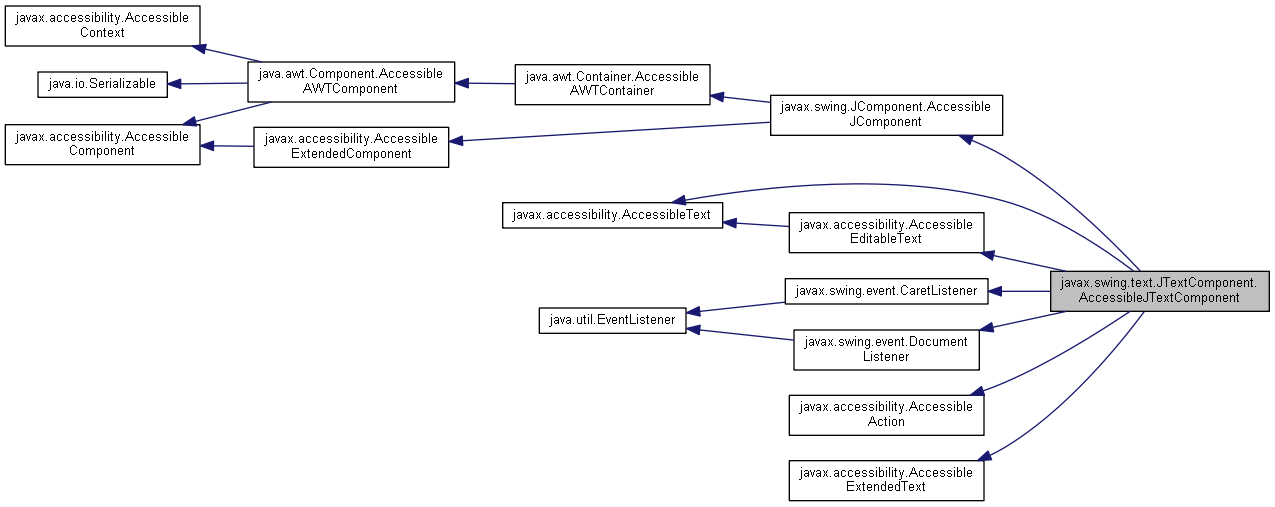 javax.accessibility.Accessible
Context
java.io.Serializable
javax.accessibility.Accessible
Component
java.awt.Component.Accessible
AWTComponent
javax.accessibility.Accessible
ExtendedComponent
java.awt.Container.Accessible
AWTContainer
javax.swing.JComponent.Accessible
JComponent
javax.accessibility.AccessibleText
javax.accessibility.Accessible
EditableText
javax.swing.event.CaretListener
java.util.EventListener
javax.swing.event.Document
Listener
javax.accessibility.Accessible
Action
javax.accessibility.Accessible
ExtendedText
javax.swing.text.JTextComponent.
AccessibleJTextComponent